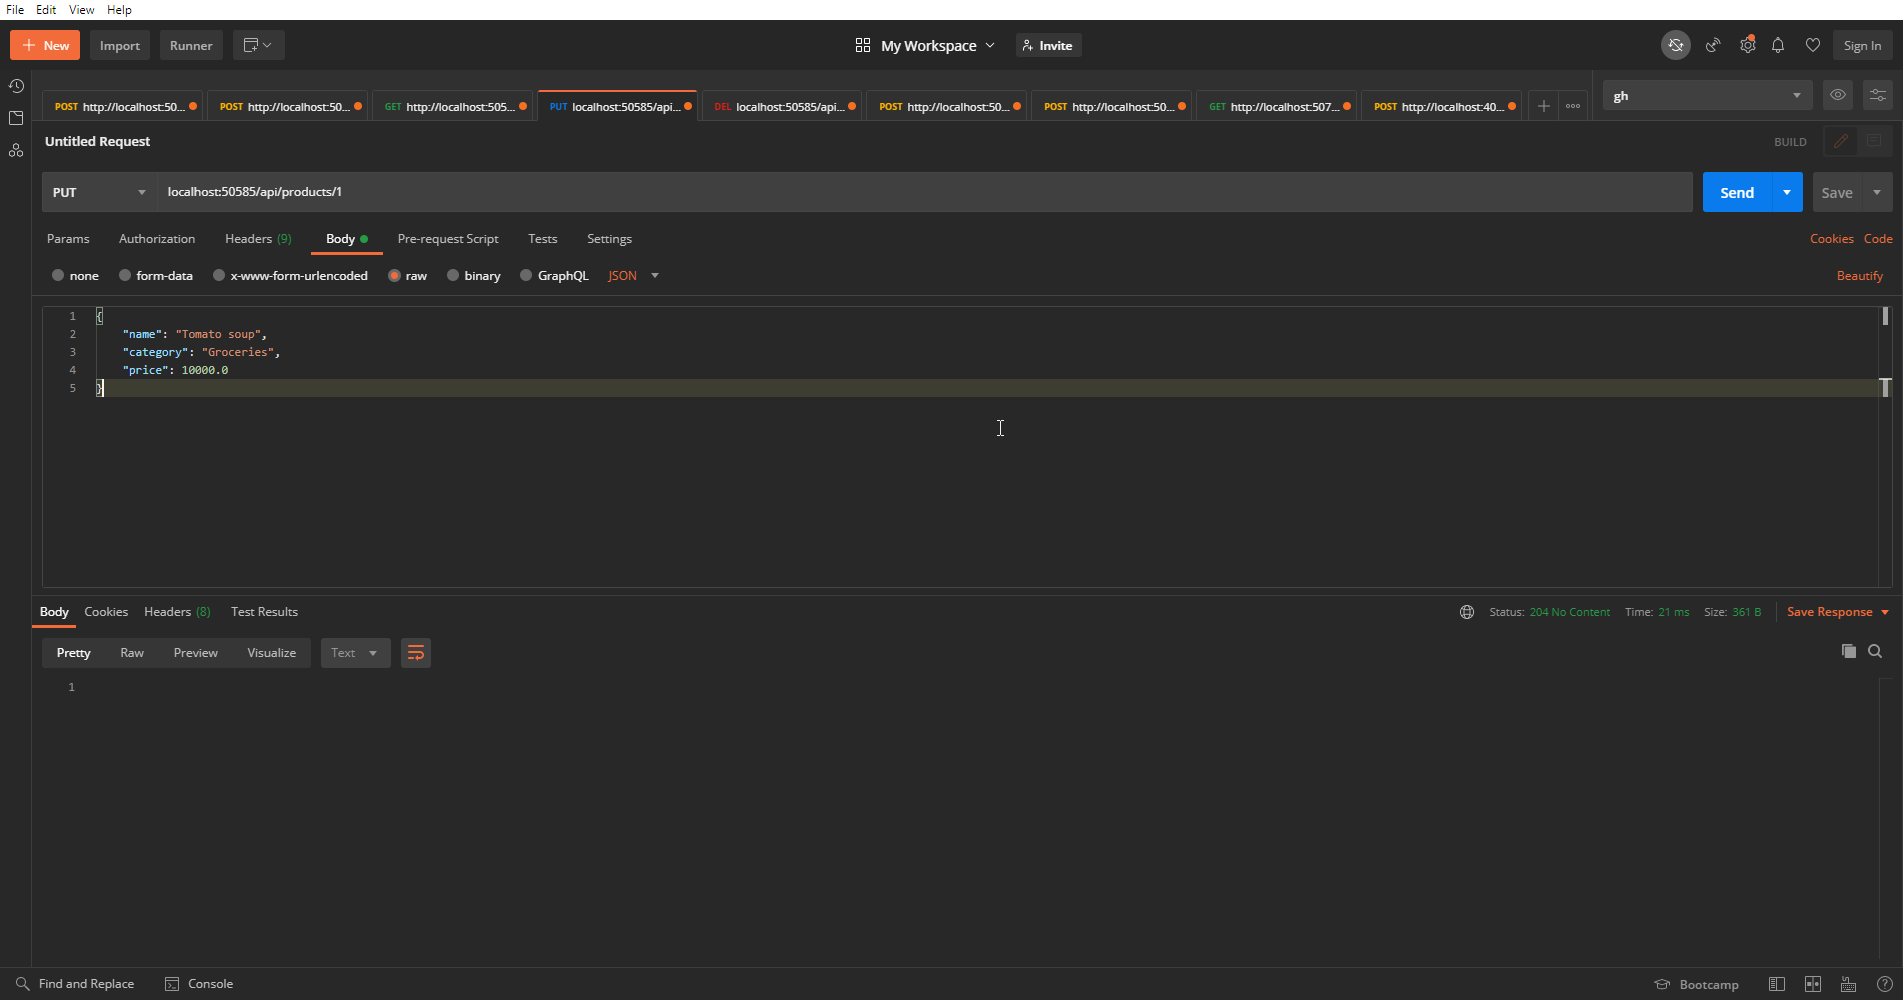 File Edit View Help
New Import Runner My Workspace Invite Sign In
POST http://localhost:50... POST http://localhost:50... GET http://localhost:505... PUT localhost:50585/api... DEL localhost:50585/api... POST http://localhost:50... POST http://localhost:50... GET http://localhost:507... POST http://localhost:40... gh
Untitled Request BUILD
PUT localhost:50585/api/products/1 Send Save
Params Authorization Headers (9) Body Pre-request Script Tests Settings Cookies Code
none form-data x-www-form-urlencoded raw binary GraphQL JSON Beautify
1 {
2 "name": "Tomato soup",
3 "category": "Groceries",
4 "price": 10000.0
5 }
Body Cookies Headers (8) Test Results Status: 204 No Content Time: 21 ms Size: 361 B Save Response
Pretty Raw Preview Visualize Text
1
Find and Replace Console Bootcamp